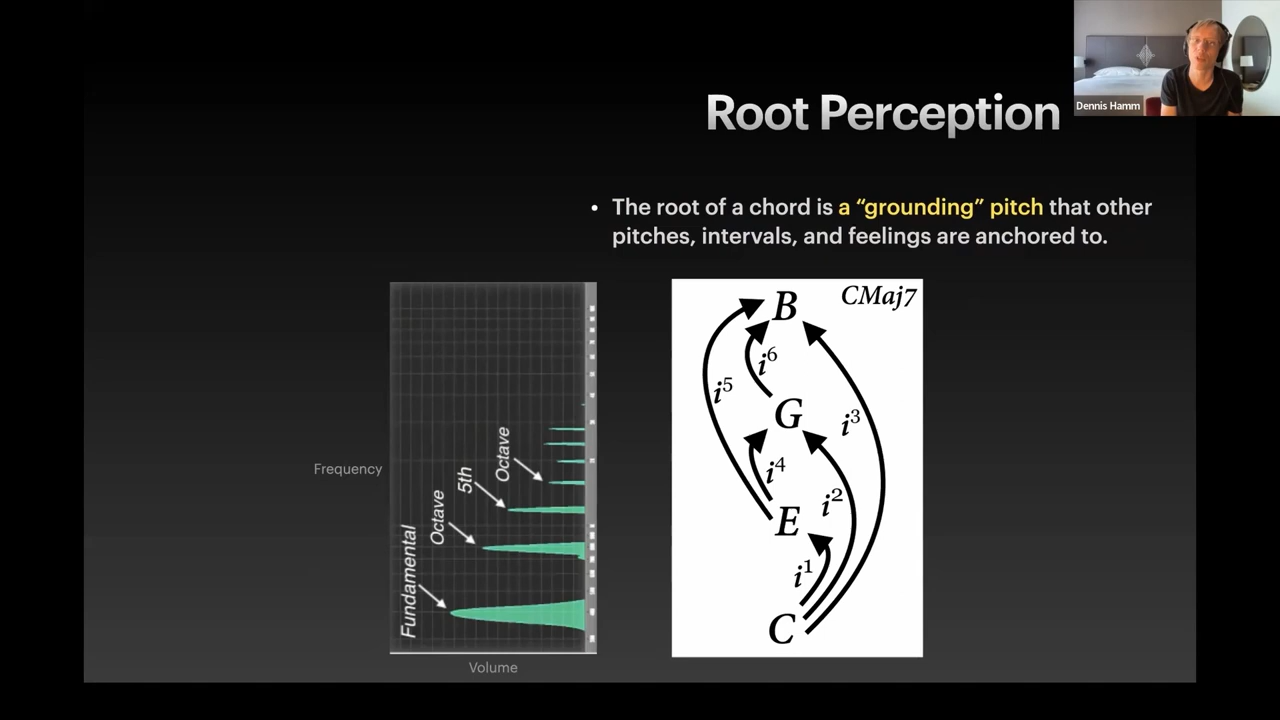 Dennis Hamm
Root Perception
• The root of a chord is a “grounding” pitch that other
pitches, intervals, and feelings are anchored to.
Frequency
Fundamental
Octave
5th
Octave
Volume
CMaj7
B
i⁶
i⁵
G
i³
i⁴
i²
E
i¹
C